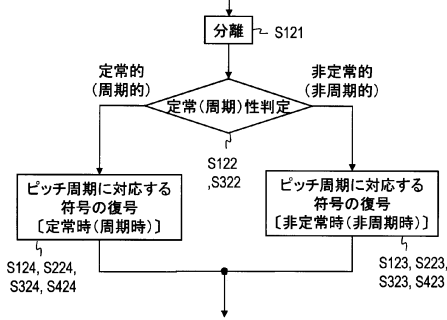 分離
S121
定常的
(周期的)
非定常的
(非周期的)
定常(周期)性判定
S122
,S322
ピッチ周期に対応する
符号の復号
〔定常時(周期時)〕
ピッチ周期に対応する
符号の復号
〔非定常時(非周期時)〕
S124, S224,
S324, S424
S123, S223,
S323, S423